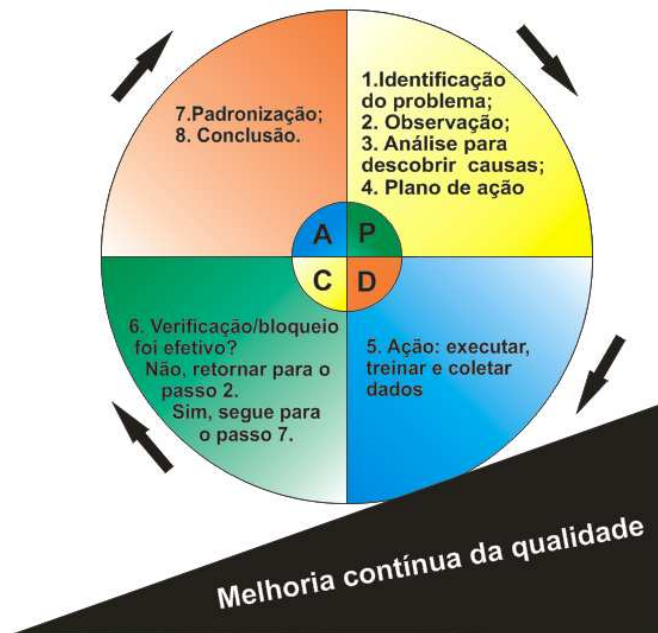 7.Padronização;
8. Conclusão.
1.Identificação
do problema;
2. Observação;
3. Análise para
descobrir causas;
4. Plano de ação
A P
C D
6. Verificação/bloqueio
foi efetivo?
Não, retornar para o
passo 2.
Sim, segue para
o passo 7.
5. Ação: executar,
treinar e coletar
dados
Melhoria contínua da qualidade